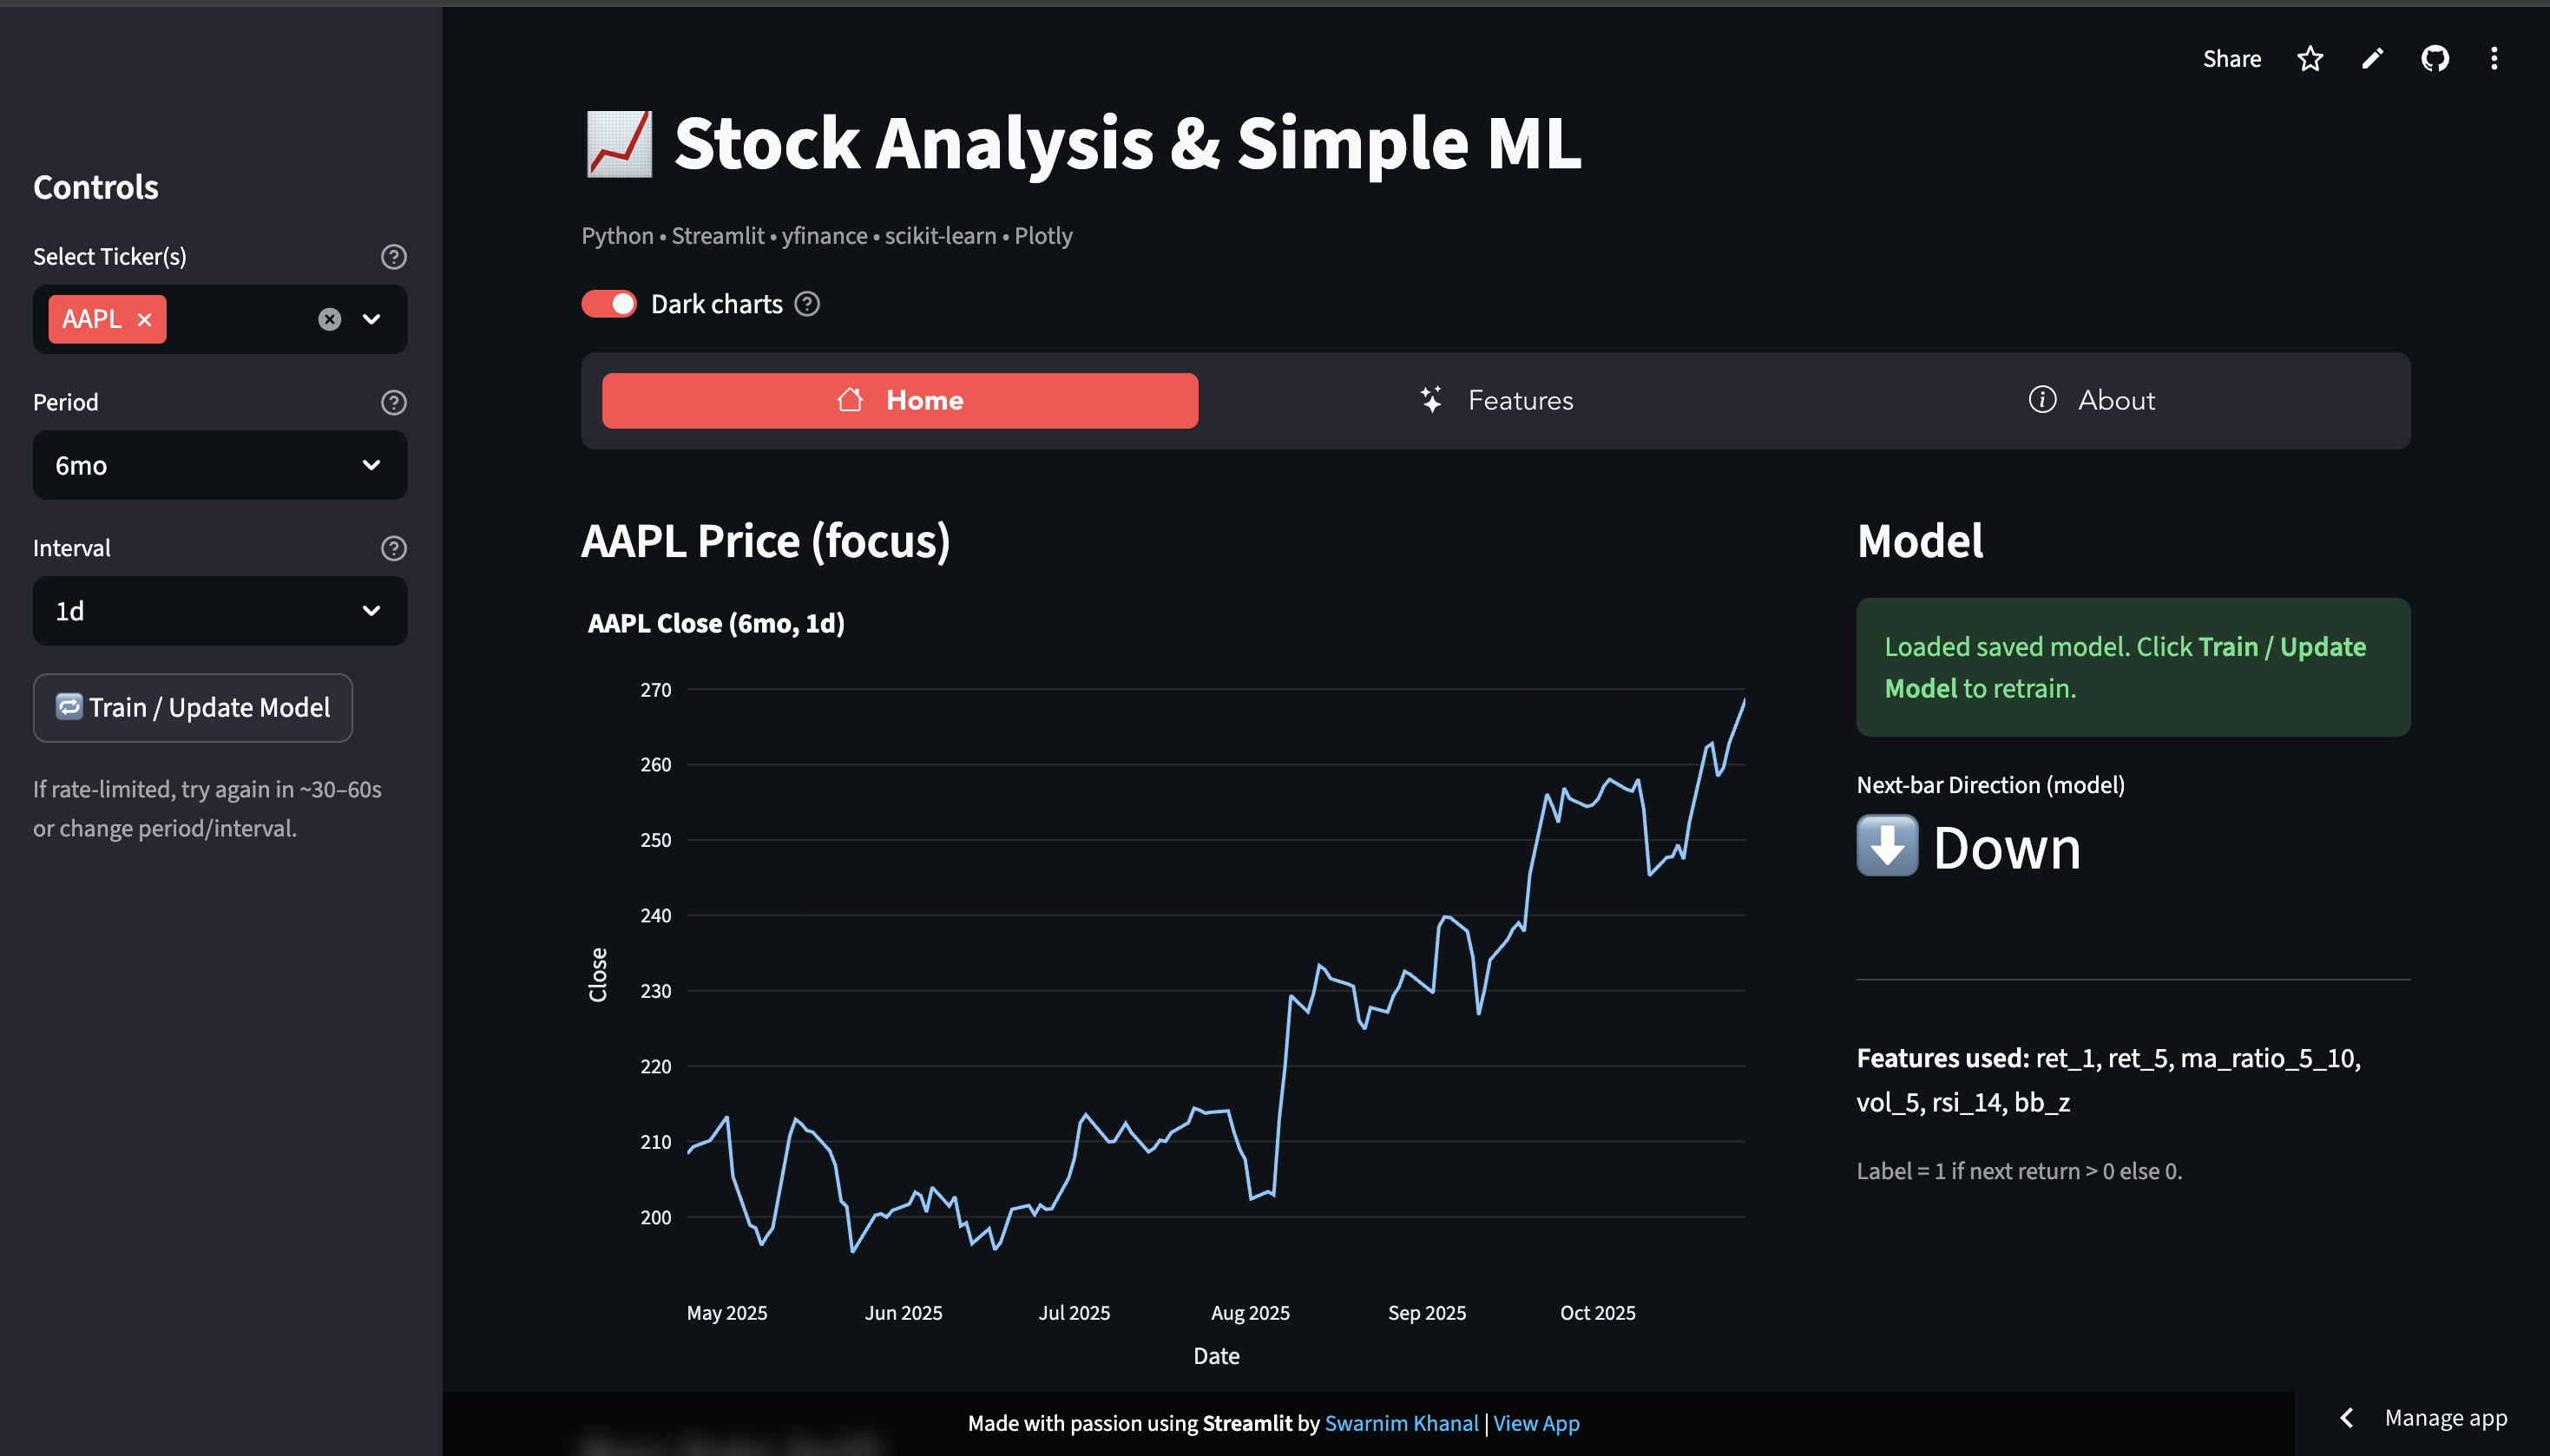 Share
Controls
Select Ticker(s)
AAPL
Period
6mo
Interval
1d
Train / Update Model
If rate-limited, try again in ~30–60s
or change period/interval.
Stock Analysis & Simple ML
Python • Streamlit • yfinance • scikit-learn • Plotly
Dark charts
Home
Features
About
AAPL Price (focus)
AAPL Close (6mo, 1d)
270
260
250
240
230
220
210
200
Close
May 2025
Jun 2025
Jul 2025
Aug 2025
Sep 2025
Oct 2025
Date
Model
Loaded saved model. Click Train / Update
Model to retrain.
Next-bar Direction (model)
Down
Features used: ret_1, ret_5, ma_ratio_5_10,
vol_5, rsi_14, bb_z
Label = 1 if next return > 0 else 0.
Made with passion using Streamlit by Swarnim Khanal | View App
Manage app